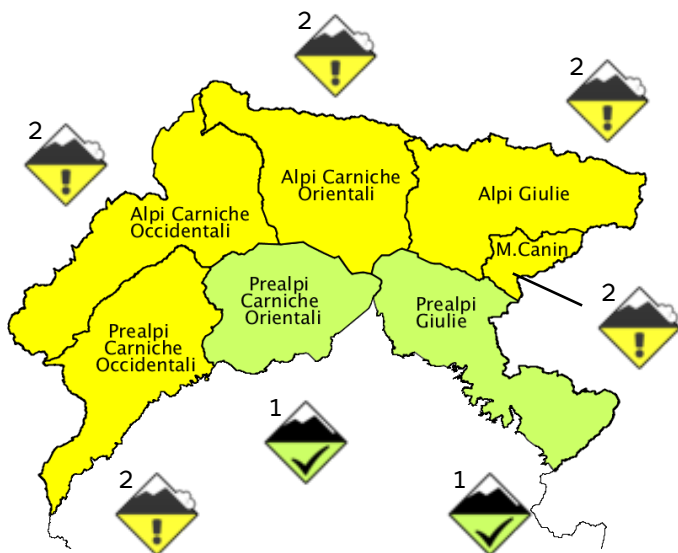 2
2
2
Alpi Carniche
Orientali
Alpi Giulie
Alpi Carniche
Occidentali
M.Canin
Prealpi
Carniche
Orientali
Prealpi
Giulie
2
Prealpi
Carniche
Occidentali
1
2
1